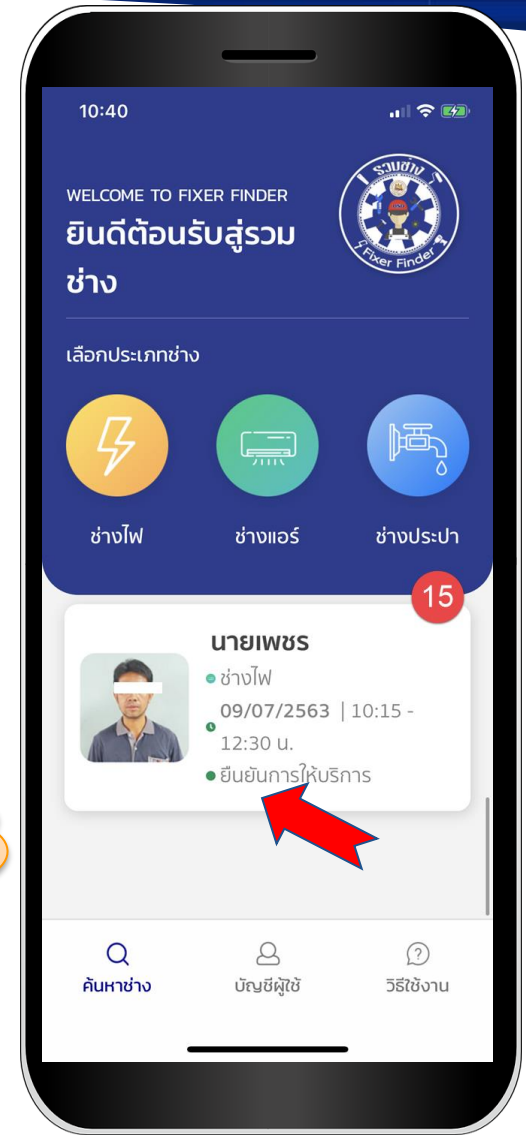 10:40
รวมช่าง
Fixer Finder
WELCOME TO FIXER FINDER
ยินดีต้อนรับสู่รวม
ช่าง
เลือกประเภทช่าง
ช่างไฟ
ช่างแอร์
ช่างประปา
15
นายเพชร
ช่างไฟ
09/07/2563 | 10:15 -
12:30 น.
ยืนยันการให้บริการ
ค้นหาช่าง
บัญชีผู้ใช้
วิธีใช้งาน